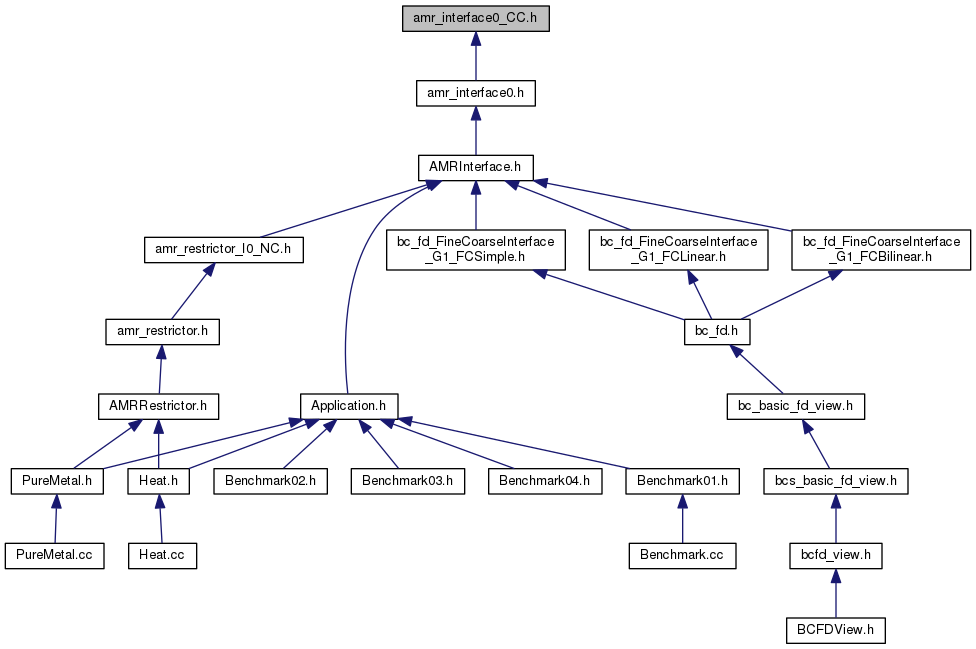 amr_interface0_CC.h
amr_interface0.h
AMRInterface.h
amr_restrictor_I0_NC.h
bc_fd_FineCoarseInterface
_G1_FCSimple.h
bc_fd_FineCoarseInterface
_G1_FCLinear.h
bc_fd_FineCoarseInterface
_G1_FCBilinear.h
amr_restrictor.h
bc_fd.h
AMRRestrictor.h
Application.h
bc_basic_fd_view.h
PureMetal.h
Heat.h
Benchmark02.h
Benchmark03.h
Benchmark04.h
Benchmark01.h
bcs_basic_fd_view.h
PureMetal.cc
Heat.cc
Benchmark.cc
bcfd_view.h
BCFDView.h